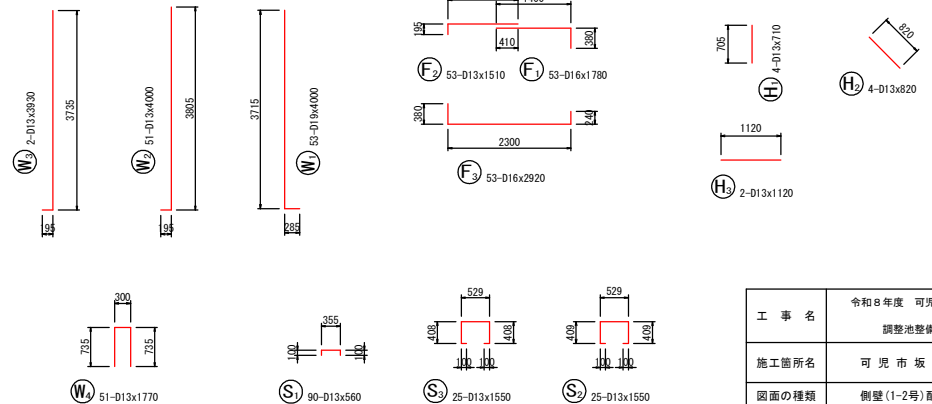 195
410
380
F2 53-D16x1510
F1 53-D16x1780
380
240
2300
F3 53-D16x2920
W3 2-D13x3930
3735
195
W2 51-D13x4000
3805
195
3715
W1 53-D19x4000
285
705
H1 4-D13x710
820
H2 4-D13x820
1120
H3 2-D13x1120
300
735
735
W4 51-D13x1770
355
100
100
S1 90-D13x560
529
408
408
100
100
S3 25-D13x1550
529
409
409
100
100
S2 25-D13x1550
工事名
令和8年度 可児
調整池整備
施工箇所名
可児市坂
図面の種類
側壁(1-2号)配